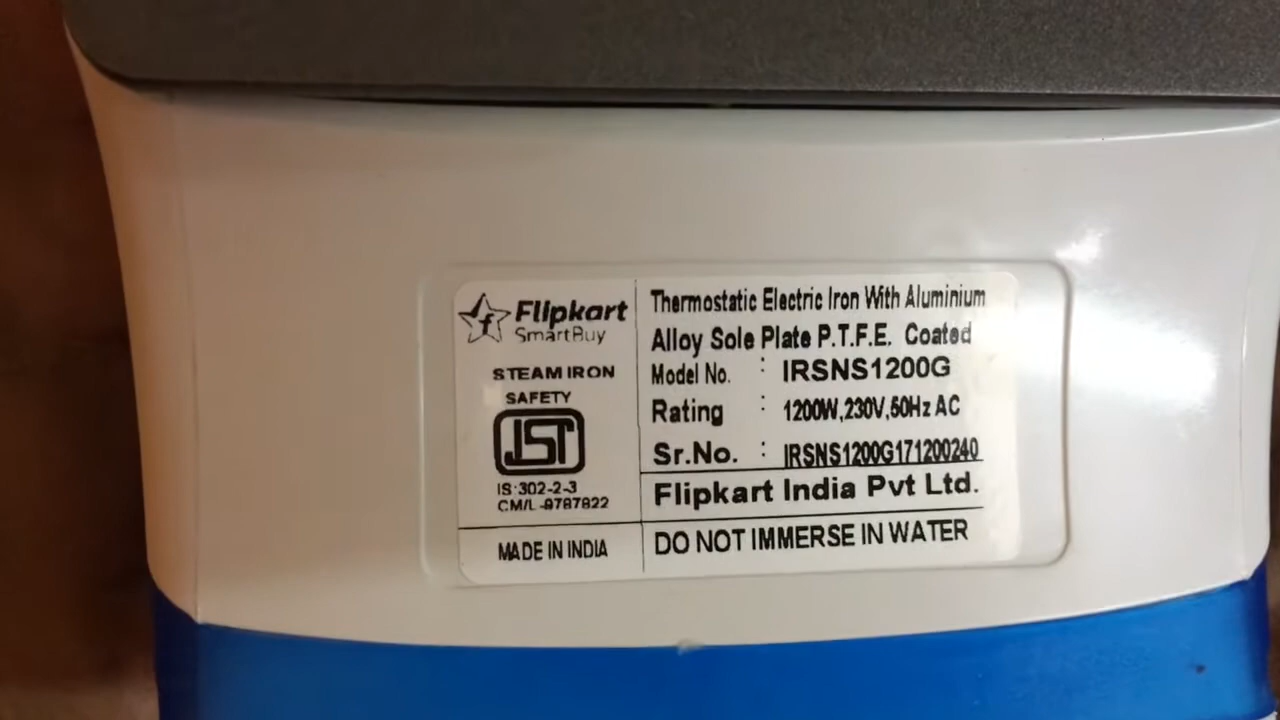 Flipkart
SmartBuy
STEAM IRON
SAFETY
ISI
IS:302-2-3
CM/L-9787822
MADE IN INDIA
Thermostatic Electric Iron With Aluminium
Alloy Sole Plate P.T.F.E. Coated
Model No. : IRSNS1200G
Rating : 1200W,230V,50Hz AC
Sr.No. : IRSNS1200G171200240
Flipkart India Pvt Ltd.
DO NOT IMMERSE IN WATER